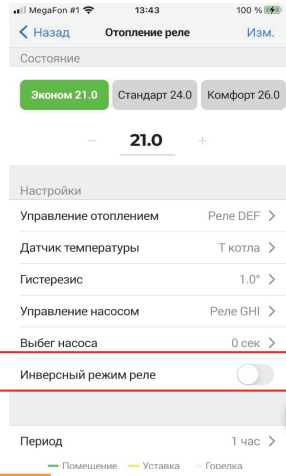 MegaFon #1 13:43 100 %
Назад Отопление реле Изм.
Состояние
Эконом 21.0 Стандарт 24.0 Комфорт 26.0
− 21.0 +
Настройки
Управление отоплением Реле DEF >
Датчик температуры Т котла >
Гистерезис 1.0° >
Управление насосом Реле GHI >
Выбег насоса 0 сек >
Инверсный режим реле
Период 1 час >
Помещение Уставка Горелка